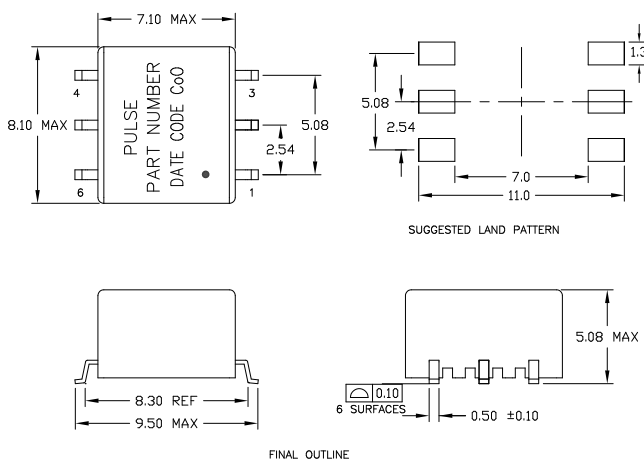 7.10 MAX
8.10 MAX
4
6
3
1
PULSE
PART NUMBER
DATE CODE CoO
5.08
2.54
5.08
2.54
7.0
11.0
SUGGESTED LAND PATTERN
8.30 REF
9.50 MAX
5.08 MAX
0.10
6 SURFACES
0.50 ±0.10
FINAL OUTLINE